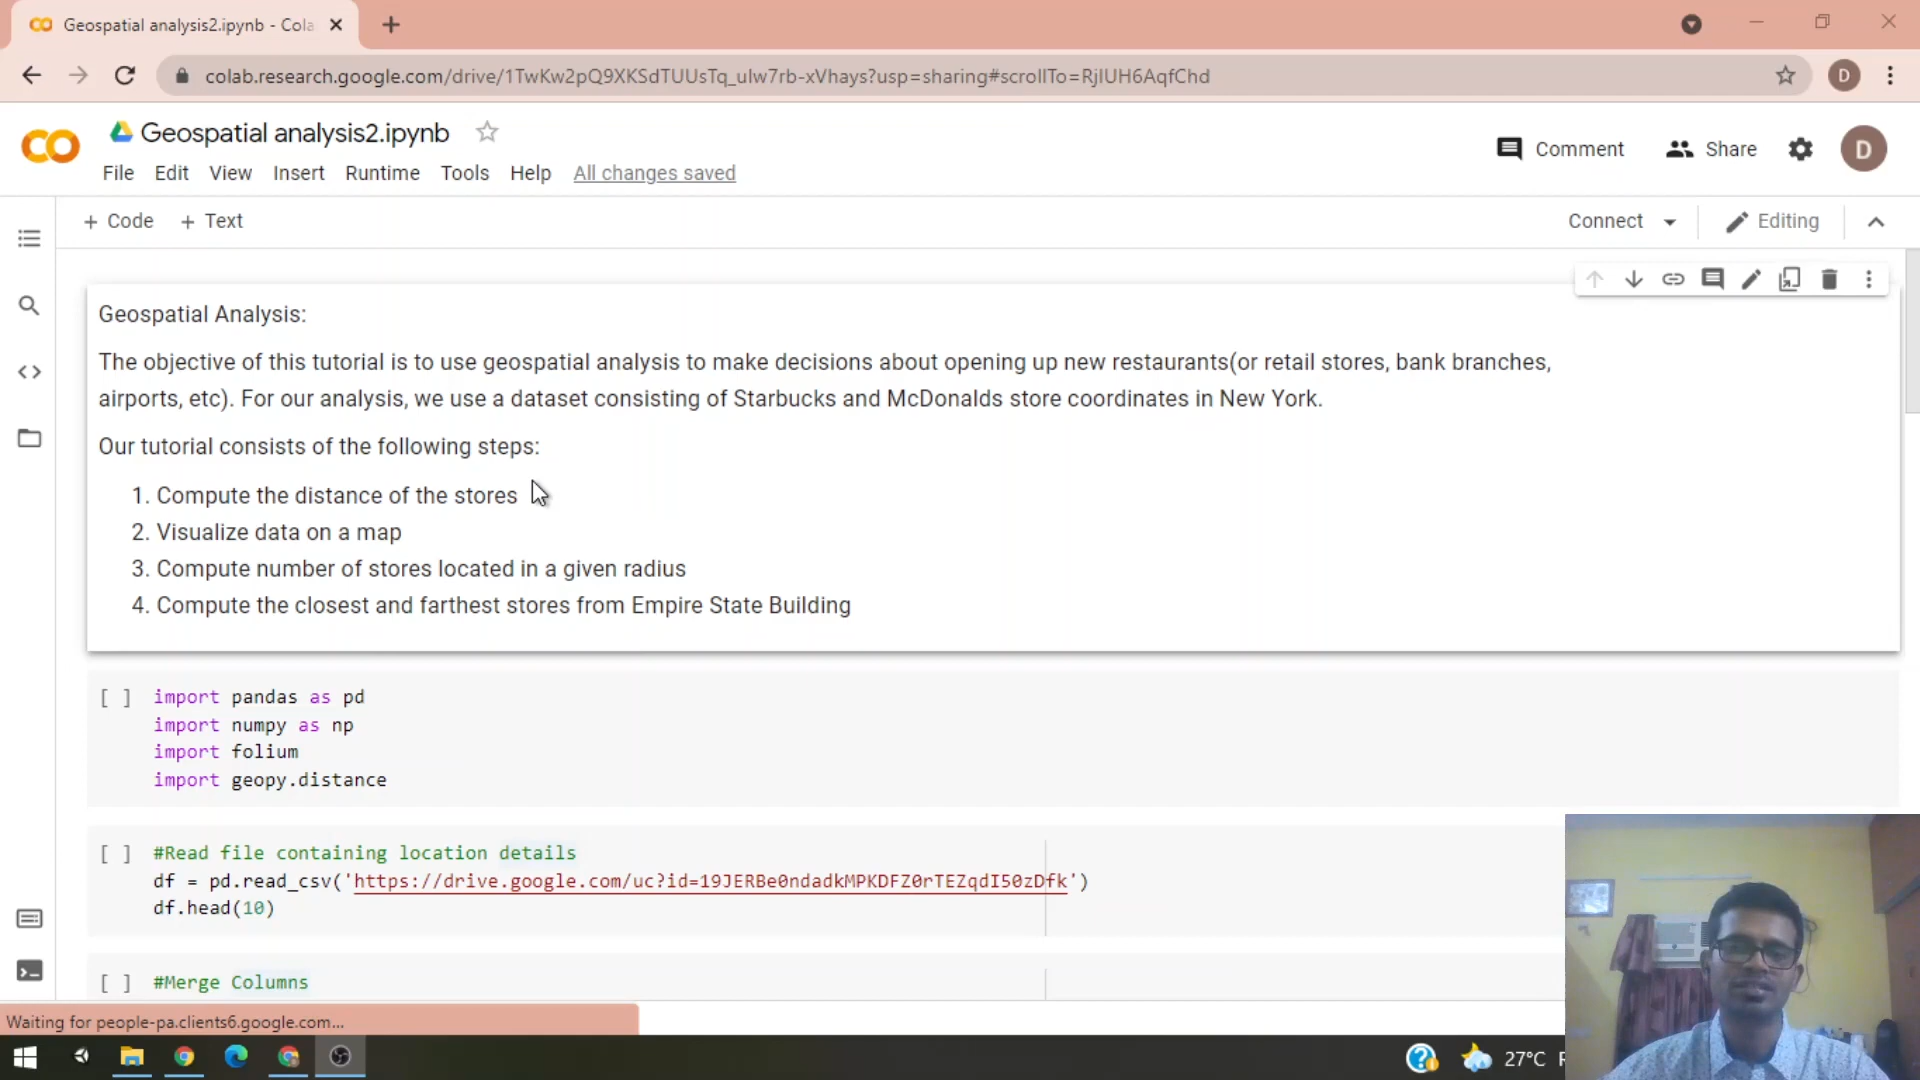 Geospatial analysis2.ipynb - Cola
colab.research.google.com/drive/1TwKw2pQ9XKSdTUUsTq_ulw7rb-xVhays?usp=sharing#scrollTo=RjIUH6AqfChd
D
Geospatial analysis2.ipynb
Comment
Share
D
File Edit View Insert Runtime Tools Help All changes saved
+ Code + Text
Connect
Editing
Geospatial Analysis:
The objective of this tutorial is to use geospatial analysis to make decisions about opening up new restaurants(or retail stores, bank branches,
airports, etc). For our analysis, we use a dataset consisting of Starbucks and McDonalds store coordinates in New York.
Our tutorial consists of the following steps:
1. Compute the distance of the stores
2. Visualize data on a map
3. Compute number of stores located in a given radius
4. Compute the closest and farthest stores from Empire State Building
[ ] import pandas as pd
import numpy as np
import folium
import geopy.distance
[ ] #Read file containing location details
df = pd.read_csv('https://drive.google.com/uc?id=19JERBe0ndadkMPKDFZ0rTEZqdI50zDfk')
df.head(10)
[ ] #Merge Columns
Waiting for people-pa.clients6.google.com...
27°C